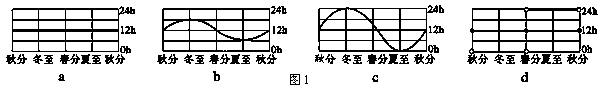 24h 24h 24h 24h
12h 12h 12h 12h
0h 0h 0h 0h
秋分 冬至 春分 夏至 秋分 秋分 冬至 春分 夏至 秋分 秋分 冬至 春分 夏至 秋分 秋分 冬至 春分 夏至 秋分
a b 图1 c d